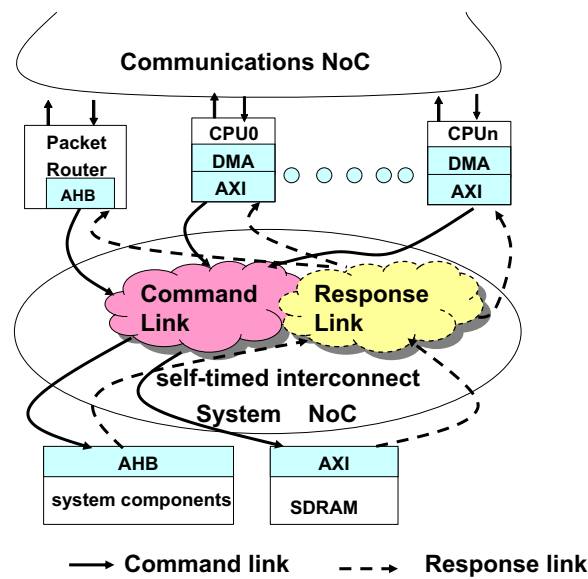 Communications NoC
Packet
Router
AHB
CPU0
DMA
AXI
CPUn
DMA
AXI
Command
Link
Response
Link
self-timed interconnect
System NoC
AHB
system components
AXI
SDRAM
Command link
Response link